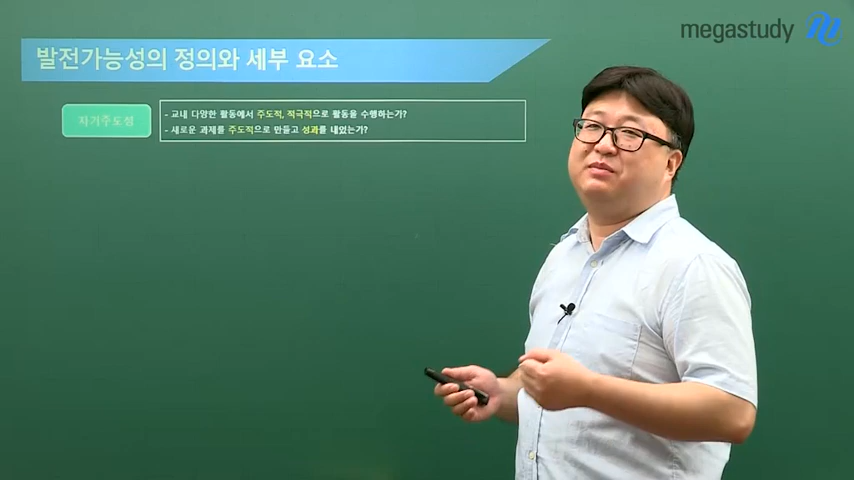 megastudy
발전가능성의 정의와 세부 요소
자기주도성
- 교내 다양한 활동에서 주도적, 적극적으로 활동을 수행하는가?
- 새로운 과제를 주도적으로 만들고 성과를 내었는가?